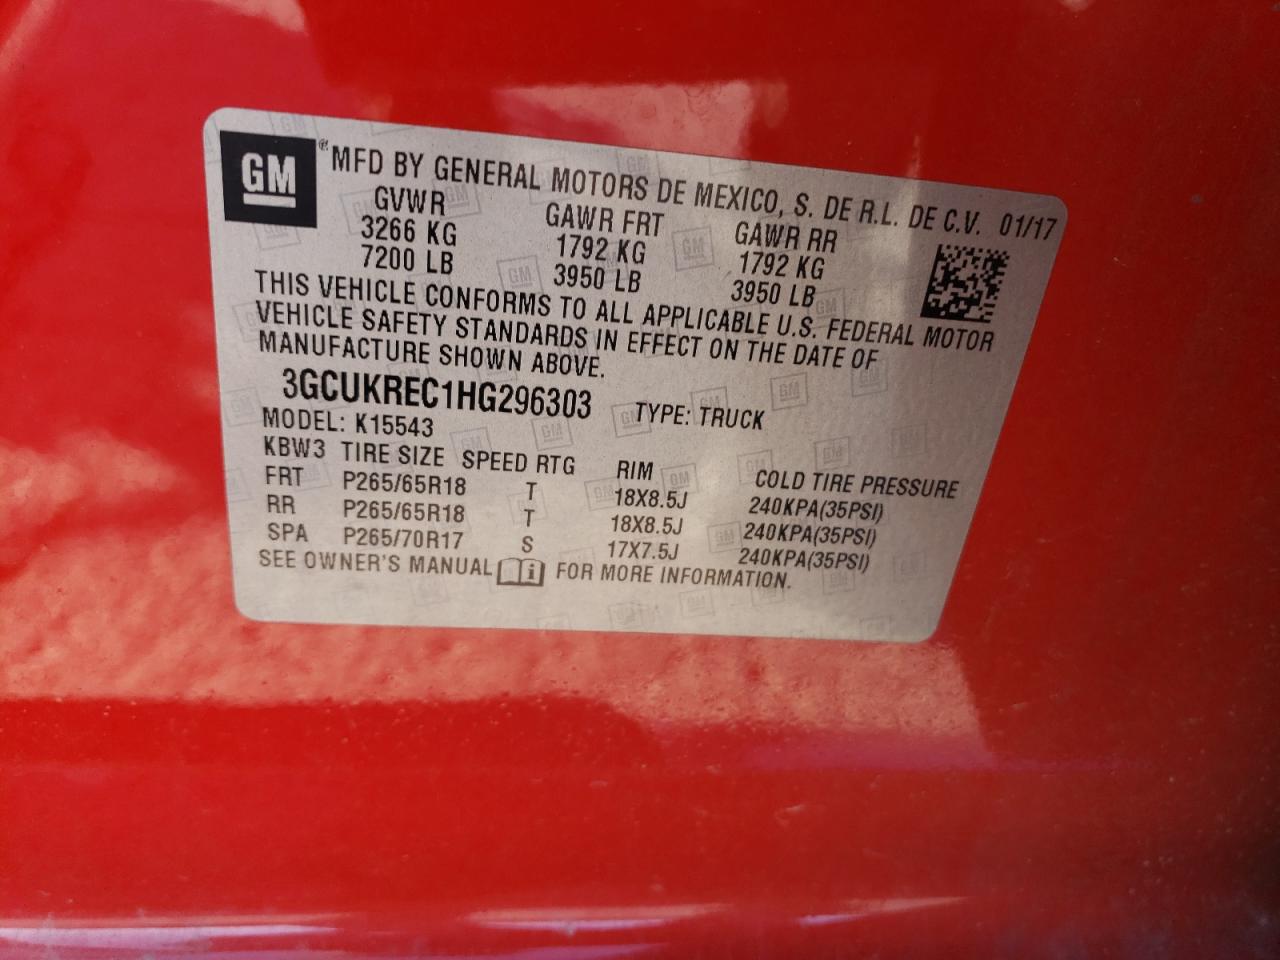 GM ® MFD BY GENERAL MOTORS DE MEXICO, S. DE R.L. DE C.V. 01/17
GVWR GAWR FRT GAWR RR
3266 KG 1792 KG 1792 KG
7200 LB 3950 LB 3950 LB
THIS VEHICLE CONFORMS TO ALL APPLICABLE U.S. FEDERAL MOTOR
VEHICLE SAFETY STANDARDS IN EFFECT ON THE DATE OF
MANUFACTURE SHOWN ABOVE.
3GCUKREC1HG296303 TYPE: TRUCK
MODEL: K15543
KBW3 TIRE SIZE SPEED RTG RIM COLD TIRE PRESSURE
FRT P265/65R18 T 18X8.5J 240KPA(35PSI)
RR P265/65R18 T 18X8.5J 240KPA(35PSI)
SPA P265/70R17 S 17X7.5J 240KPA(35PSI)
SEE OWNER'S MANUAL i FOR MORE INFORMATION.